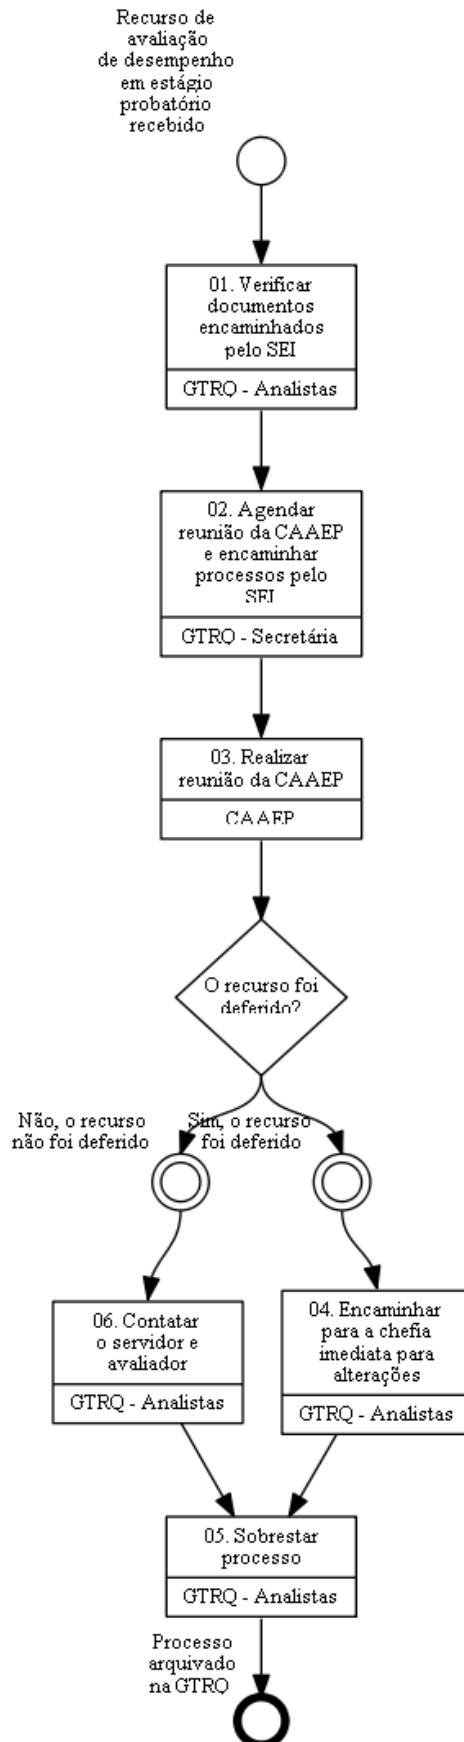 Recurso de
avaliação
de desempenho
em estágio
probatório
recebido
01. Verificar
documentos
encaminhados
pelo SEI
GTRQ - Analistas
02. Agendar
reunião da CAAEP
e encaminhar
processos pelo
SEI
GTRQ - Secretária
03. Realizar
reunião da CAAEP
CAAEP
O recurso foi
deferido?
Não, o recurso
não foi deferido
Sim, o recurso
foi deferido
06. Contatar
o servidor e
avaliador
GTRQ - Analistas
04. Encaminhar
para a chefia
imediata para
alterações
GTRQ - Analistas
05. Sobrestar
processo
GTRQ - Analistas
Processo
arquivado
na GTRQ